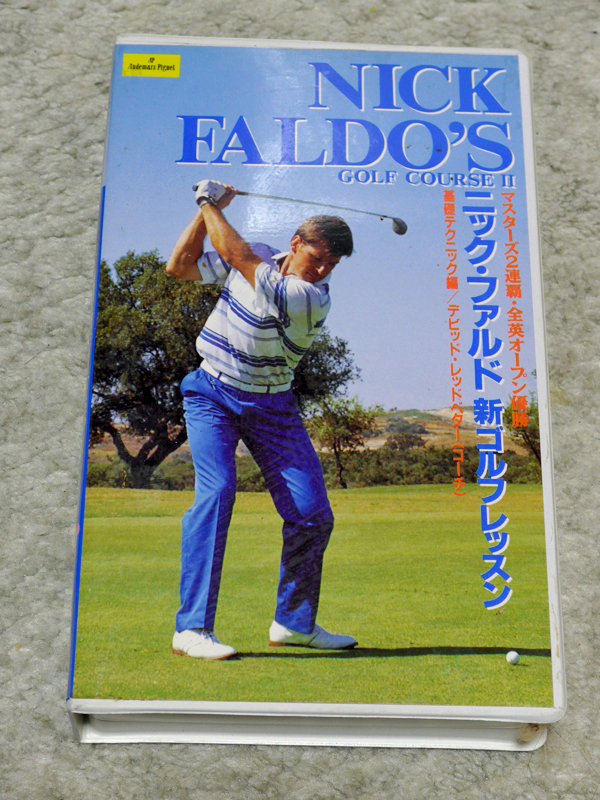 AP
Audemars Piguet
NICK
FALDO'S
GOLF COURSE II
マスターズ2連覇・全英オープン優勝
ニック・ファルド 新ゴルフレッスン
基礎テクニック編/デビッド・レッドベター〈コーチ〉